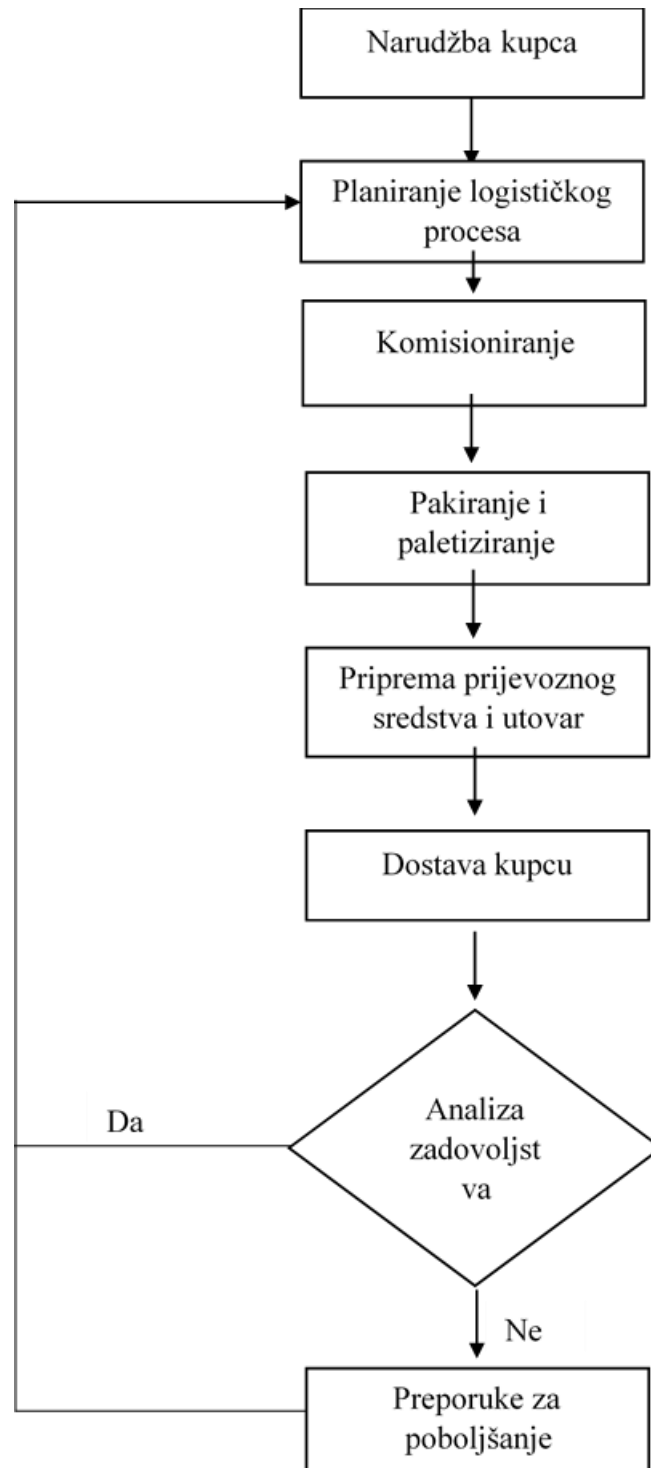 Narudžba kupca
Planiranje logističkog
procesa
Komisioniranje
Pakiranje i
paletiziranje
Priprema prijevoznog
sredstva i utovar
Dostava kupcu
Da
Analiza
zadovoljst
va
Ne
Preporuke za
poboljšanje